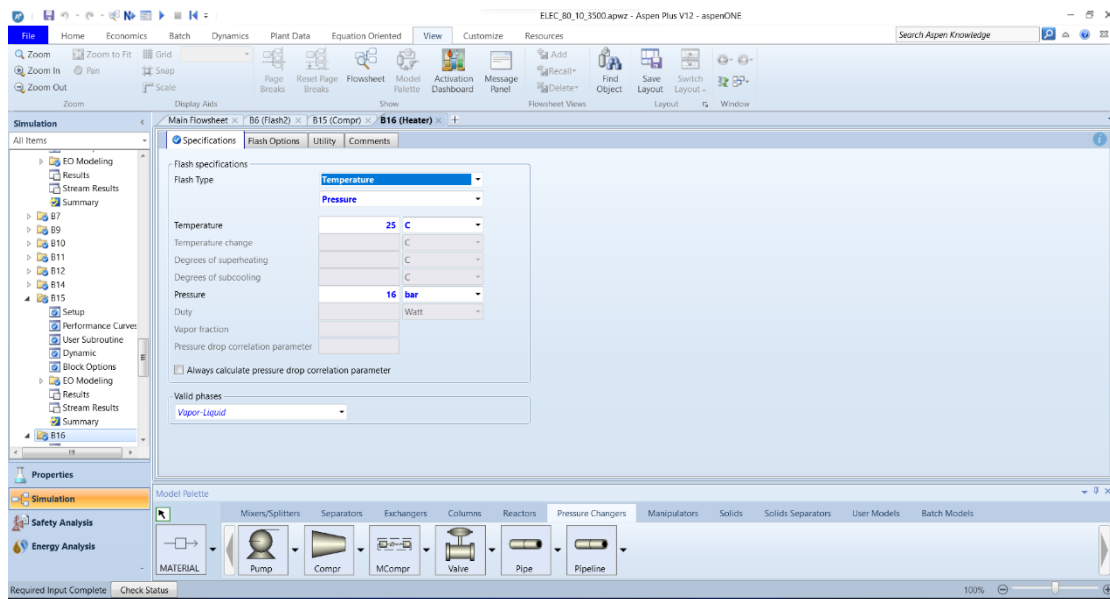 ELEC_80_10_3500.apwz - Aspen Plus V12 - aspenONE
File Home Economics Batch Dynamics Plant Data Equation Oriented View Customize Resources Search Aspen Knowledge
Zoom Zoom to Fit Grid Add
Zoom In Pan Snap Recall
Zoom Out Scale Delete
Page Breaks
Reset Page Breaks
Flowsheet
Model Palette
Activation Dashboard
Message Panel
Find Object
Save Layout
Switch Layout
Zoom Display Aids Show Flowsheet Views Layout Window
Simulation
Main Flowsheet B6 (Flash2) B15 (Compr) B16 (Heater) +
All Items
Specifications Flash Options Utility Comments
EO Modeling
Results
Stream Results
Summary
B7
B9
B10
B11
B12
B14
B15
Setup
Performance Curves
User Subroutine
Dynamic
Block Options
EO Modeling
Results
Stream Results
Summary
B16
Flash specifications
Flash Type Temperature
Pressure
Temperature 25 C
Temperature change C
Degrees of superheating C
Degrees of subcooling C
Pressure 16 bar
Duty Watt
Vapor fraction
Pressure drop correlation parameter
Always calculate pressure drop correlation parameter
Valid phases
Vapor-Liquid
Properties
Simulation
Safety Analysis
Energy Analysis
Model Palette
Mixers/Splitters Separators Exchangers Columns Reactors Pressure Changers Manipulators Solids Solids Separators User Models Batch Models
MATERIAL Pump Compr MCompr Valve Pipe Pipeline
Required Input Complete Check Status 100%